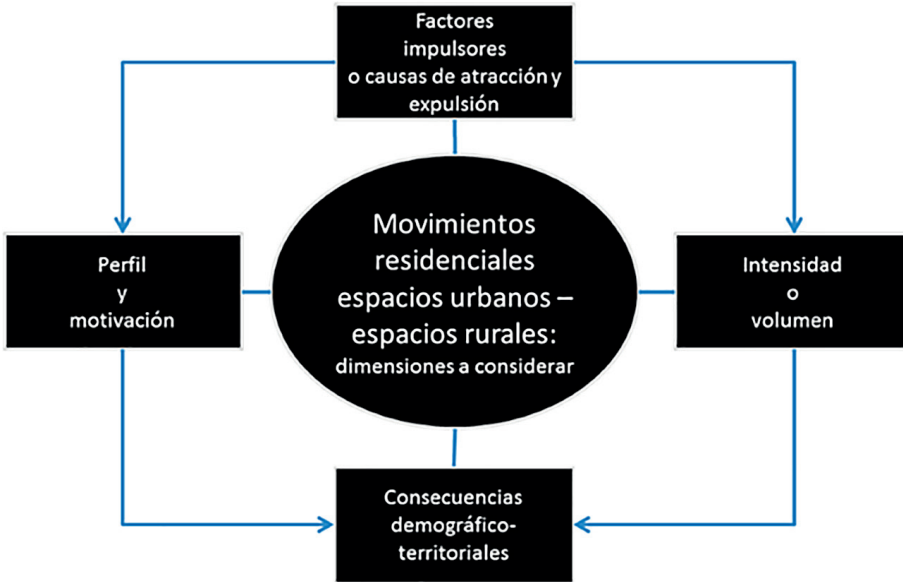 Factores
impulsores
o causas de atracción y
expulsión
Movimientos
residenciales
espacios urbanos –
espacios rurales:
dimensiones a considerar
Perfil
y
motivación
Intensidad
o
volumen
Consecuencias
demográfico-
territoriales